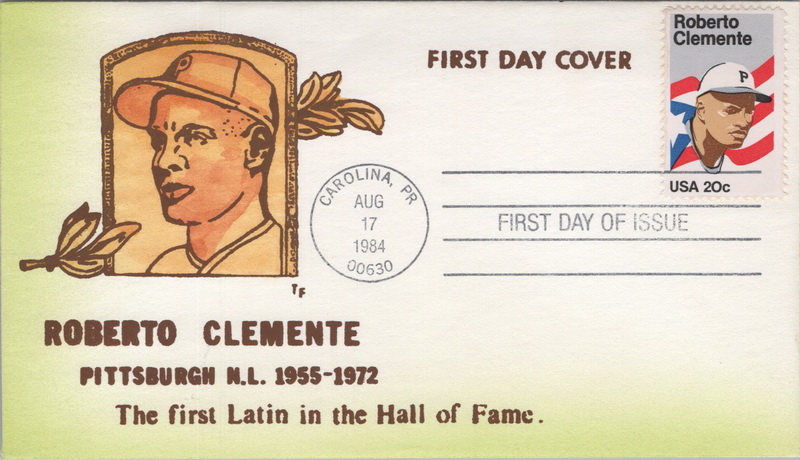 FIRST DAY COVER
Roberto
Clemente
P
P
USA 20c
CAROLINA, PR
AUG
17
1984
00630
FIRST DAY OF ISSUE
TF
ROBERTO CLEMENTE
PITTSBURGH N.L. 1955-1972
The first Latin in the Hall of Fame.